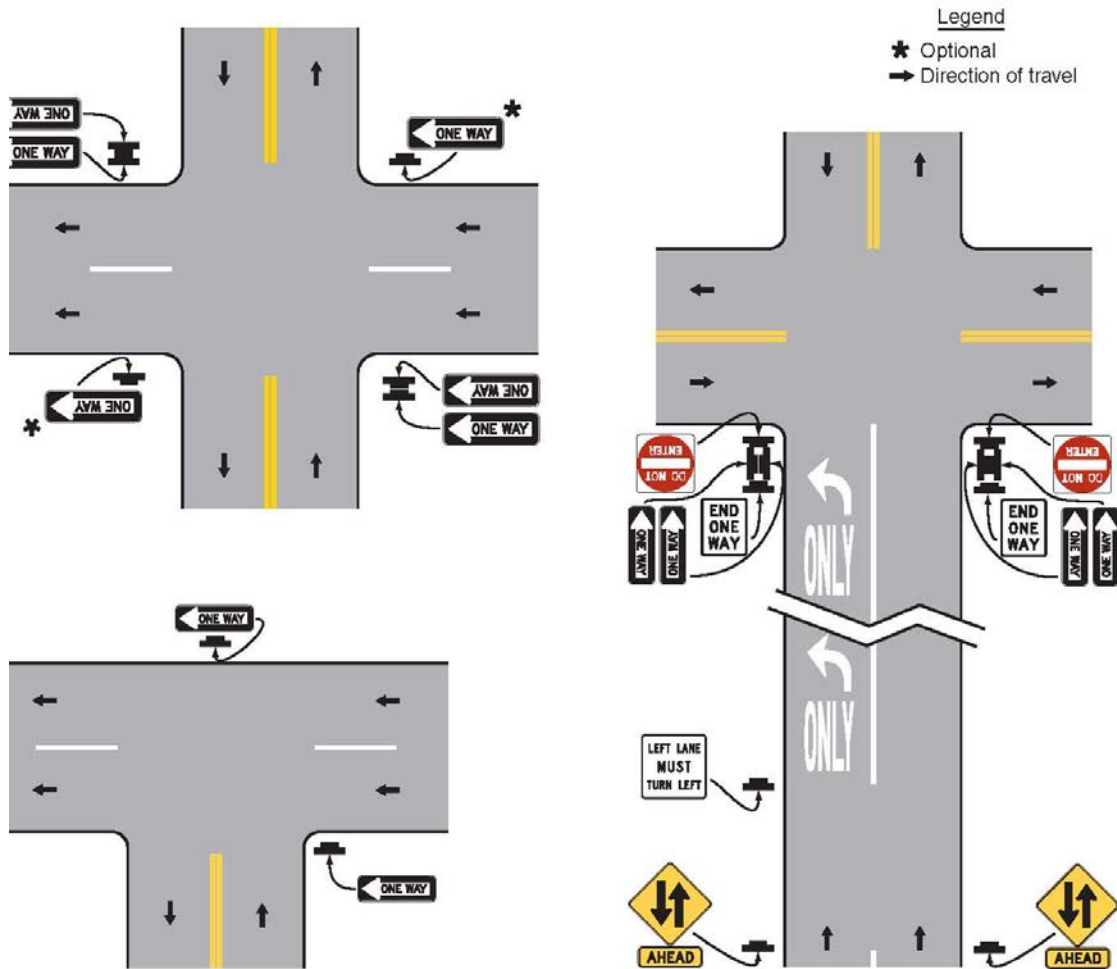 Legend
* Optional
Direction of travel
ONE WAY
ONE WAY
ONE WAY
*
ONE WAY
*
ONE WAY
ONE WAY
ONE WAY
ONE WAY
DO NOT
ENTER
ONE WAY
ONE WAY
END
ONE
WAY
DO NOT
ENTER
END
ONE
WAY
ONE WAY
ONE WAY
ONLY
ONLY
LEFT LANE
MUST
TURN LEFT
AHEAD
AHEAD